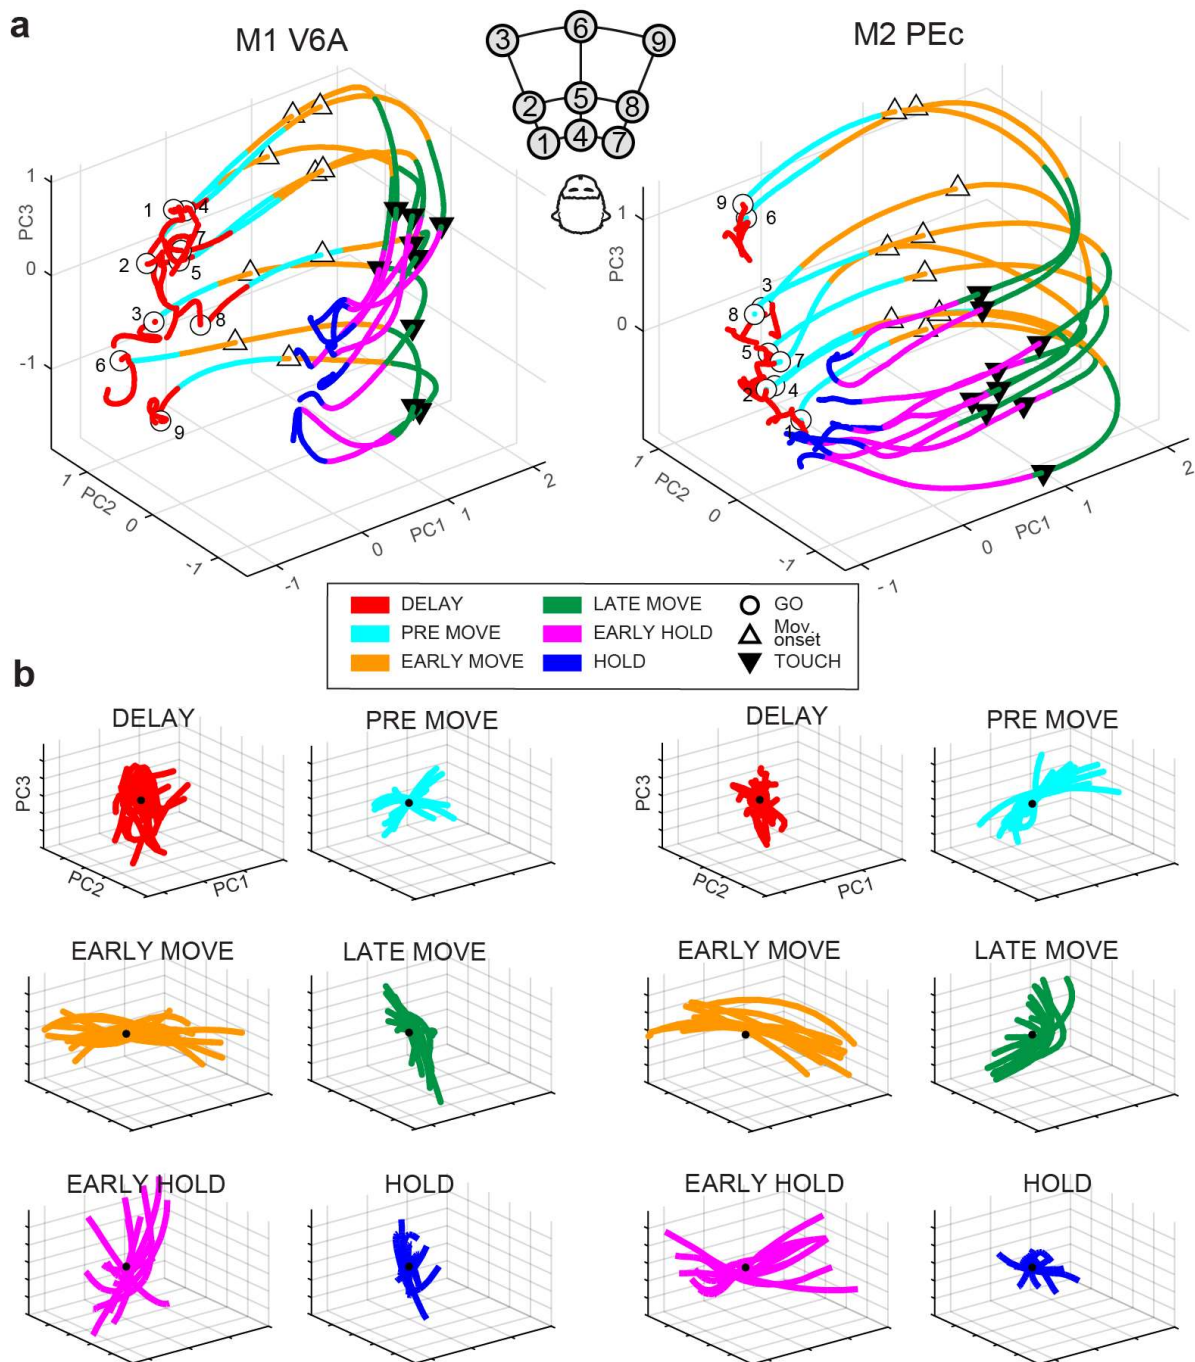 a
M1 V6A
M2 PEc
3 6 9
2 5 8
1 4 7
PC3
1
0
-1
1 4
7
2 5
3 8
6
9
1 PC2 0 -1
-1 0 PC1 1 2
PC3
1
0
9 6
3
8
5 7
2 4
1
1 PC2 0 -1
-1 0 PC1 1 2
DELAY LATE MOVE GO
PRE MOVE EARLY HOLD Mov. onset
EARLY MOVE HOLD TOUCH
b
DELAY PRE MOVE DELAY PRE MOVE
PC3 PC3
PC2 PC1 PC2 PC1
EARLY MOVE LATE MOVE EARLY MOVE LATE MOVE
EARLY HOLD HOLD EARLY HOLD HOLD